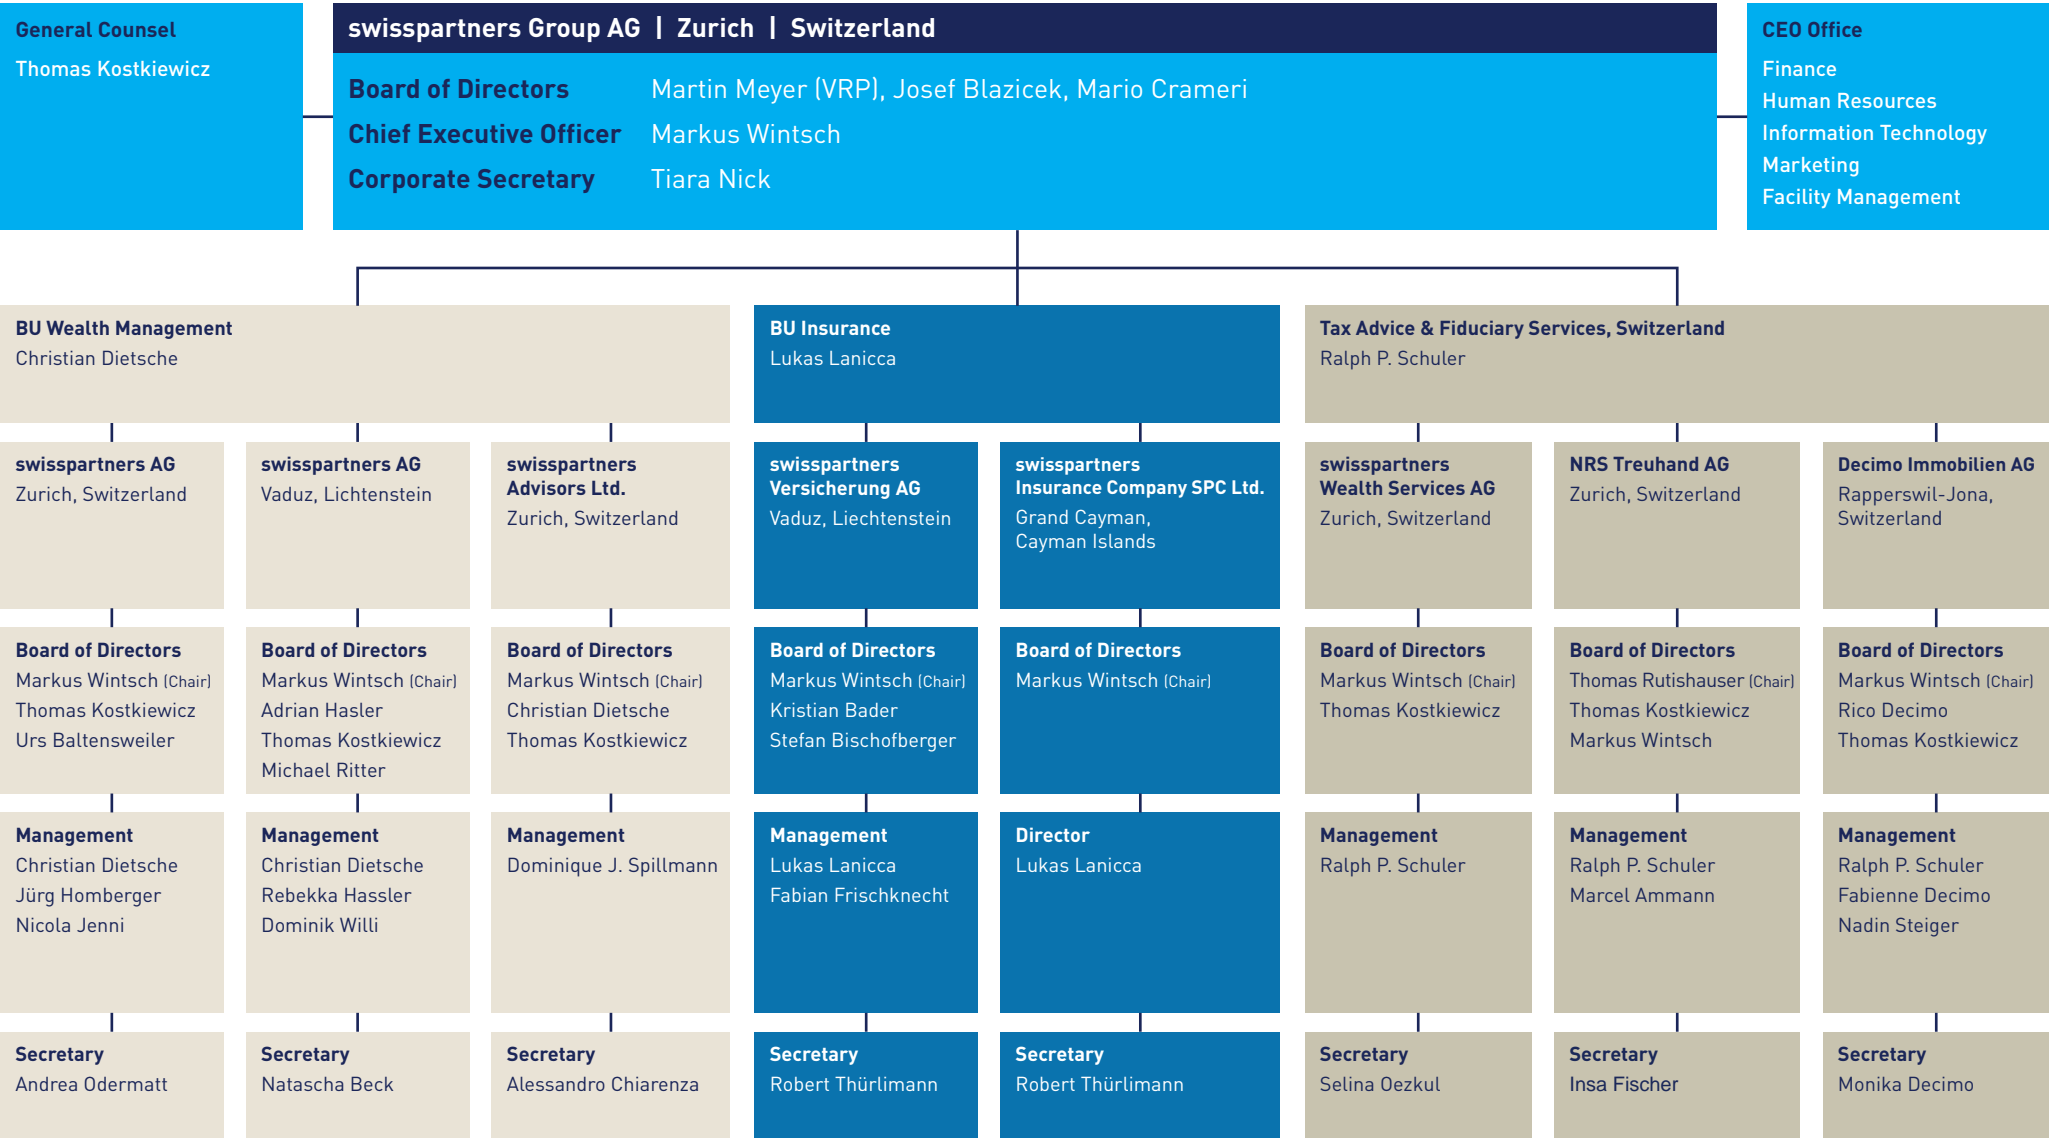 General Counsel
Thomas Kostkiewicz
swisspartners Group AG | Zurich | Switzerland
Board of Directors Martin Meyer (VRP), Josef Blazicek, Mario Crameri
Chief Executive Officer Markus Wintsch
Corporate Secretary Tiara Nick
CEO Office
Finance
Human Resources
Information Technology
Marketing
Facility Management
BU Wealth Management
Christian Dietsche
BU Insurance
Lukas Lanicca
Tax Advice & Fiduciary Services, Switzerland
Ralph P. Schuler
swisspartners AG
Zurich, Switzerland
swisspartners AG
Vaduz, Lichtenstein
swisspartners
Advisors Ltd.
Zurich, Switzerland
swisspartners
Versicherung AG
Vaduz, Liechtenstein
swisspartners
Insurance Company SPC Ltd.
Grand Cayman,
Cayman Islands
swisspartners
Wealth Services AG
Zurich, Switzerland
NRS Treuhand AG
Zurich, Switzerland
Decimo Immobilien AG
Rapperswil-Jona,
Switzerland
Board of Directors
Markus Wintsch (Chair)
Thomas Kostkiewicz
Urs Baltensweiler
Board of Directors
Markus Wintsch (Chair)
Adrian Hasler
Thomas Kostkiewicz
Michael Ritter
Board of Directors
Markus Wintsch (Chair)
Christian Dietsche
Thomas Kostkiewicz
Board of Directors
Markus Wintsch (Chair)
Kristian Bader
Stefan Bischofberger
Board of Directors
Markus Wintsch (Chair)
Board of Directors
Markus Wintsch (Chair)
Thomas Kostkiewicz
Board of Directors
Thomas Rutishauser (Chair)
Thomas Kostkiewicz
Markus Wintsch
Board of Directors
Markus Wintsch (Chair)
Rico Decimo
Thomas Kostkiewicz
Management
Christian Dietsche
Jürg Homberger
Nicola Jenni
Management
Christian Dietsche
Rebekka Hassler
Dominik Willi
Management
Dominique J. Spillmann
Management
Lukas Lanicca
Fabian Frischknecht
Director
Lukas Lanicca
Management
Ralph P. Schuler
Management
Ralph P. Schuler
Marcel Ammann
Management
Ralph P. Schuler
Fabienne Decimo
Nadin Steiger
Secretary
Andrea Odermatt
Secretary
Natascha Beck
Secretary
Alessandro Chiarenza
Secretary
Robert Thürlimann
Secretary
Robert Thürlimann
Secretary
Selina Oezkul
Secretary
Insa Fischer
Secretary
Monika Decimo